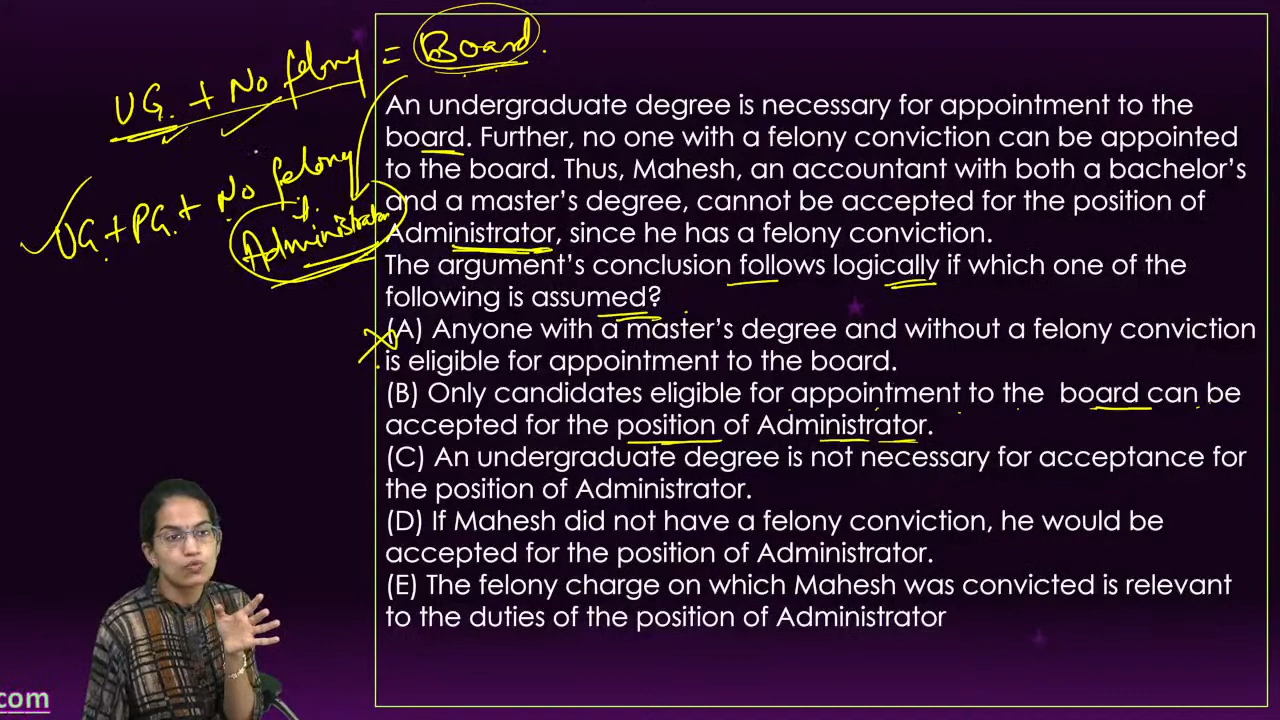 UG. + No felony = Board.
UG. + PG. + No felony
Administrator
An undergraduate degree is necessary for appointment to the
board. Further, no one with a felony conviction can be appointed
to the board. Thus, Mahesh, an accountant with both a bachelor's
and a master's degree, cannot be accepted for the position of
Administrator, since he has a felony conviction.
The argument's conclusion follows logically if which one of the
following is assumed?
(A) Anyone with a master's degree and without a felony conviction
is eligible for appointment to the board.
(B) Only candidates eligible for appointment to the board can be
accepted for the position of Administrator.
(C) An undergraduate degree is not necessary for acceptance for
the position of Administrator.
(D) If Mahesh did not have a felony conviction, he would be
accepted for the position of Administrator.
(E) The felony charge on which Mahesh was convicted is relevant
to the duties of the position of Administrator
com